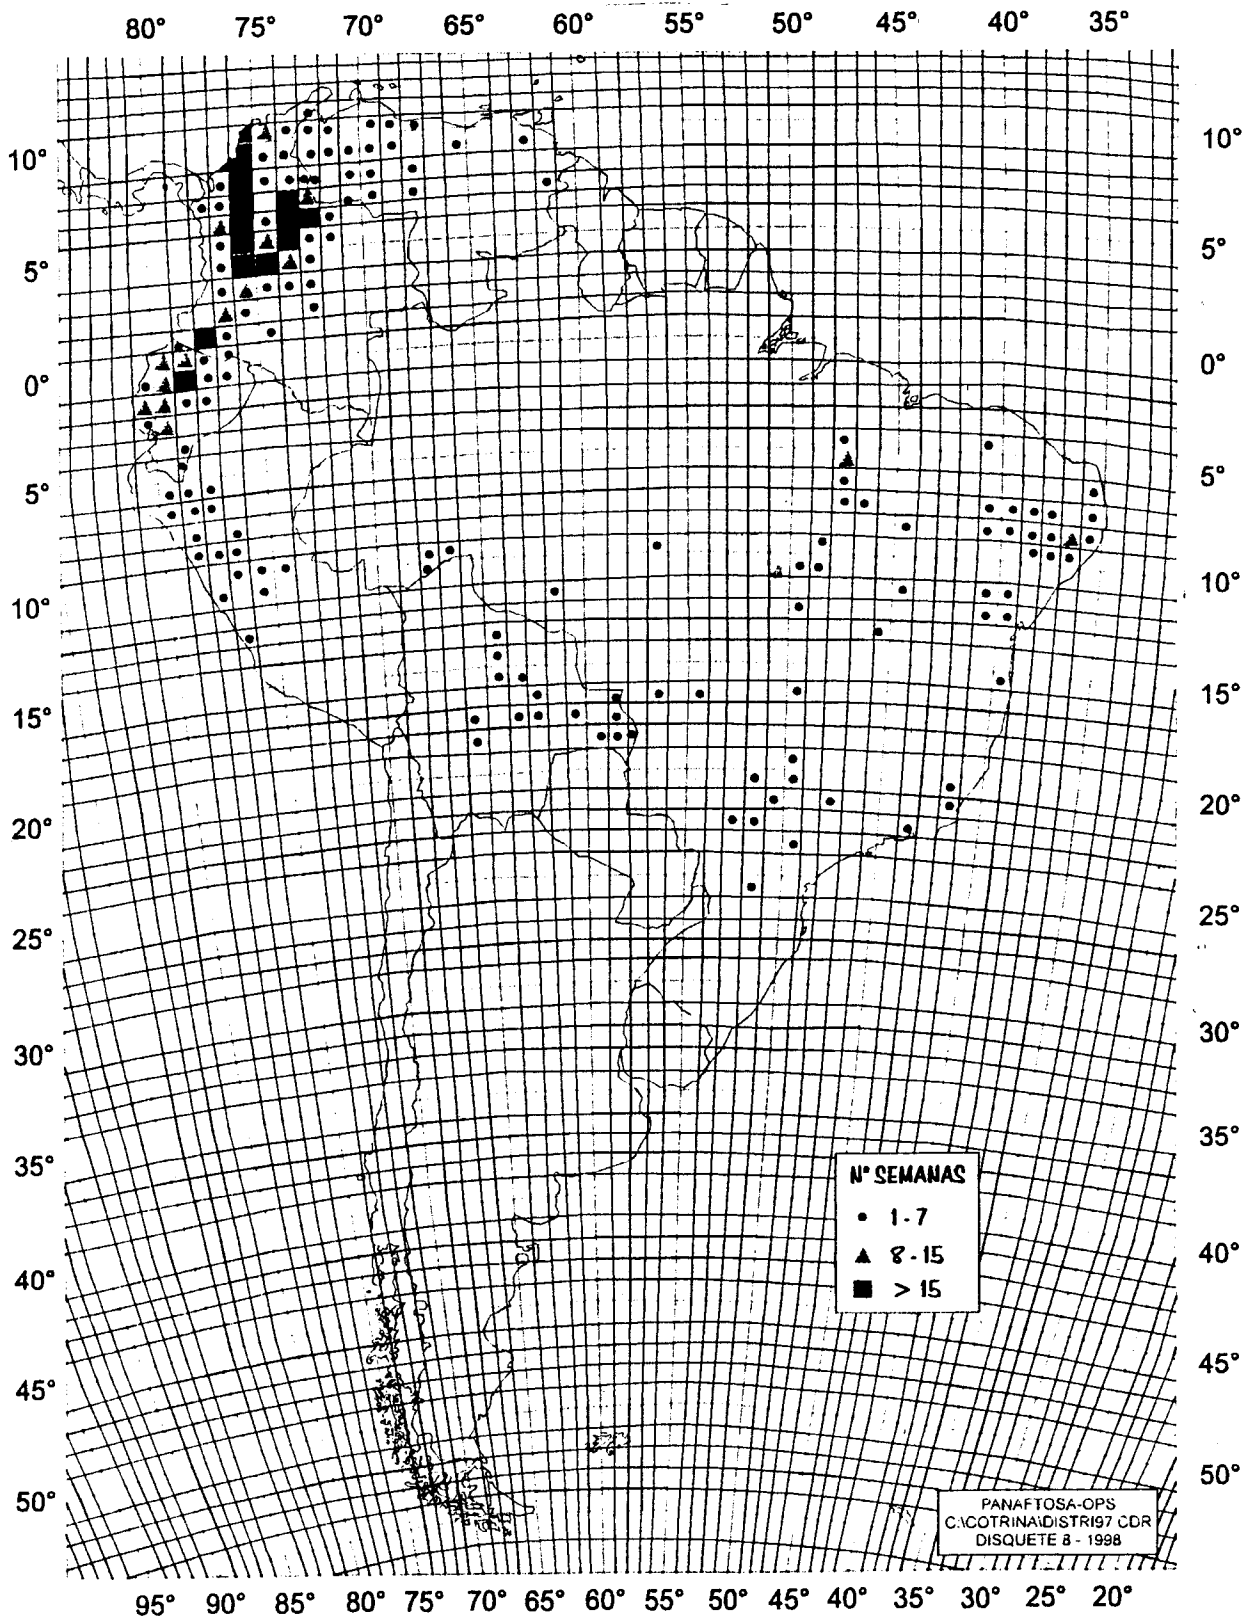 80° 75° 70° 65° 60° 55° 50° 45° 40° 35°
10° 10°
5° 5°
0° 0°
5° 5°
10° 10°
15° 15°
20° 20°
25° 25°
30° 30°
35° 35°
N° SEMANAS
1-7
8-15
> 15
40° 40°
45° 45°
50° 50°
PANAFTOSA-OPS
C:\COTRINA\DISTRI97 CDR
DISQUETE 8 - 1998
95° 90° 85° 80° 75° 70° 65° 60° 55° 50° 45° 40° 35° 30° 25° 20°